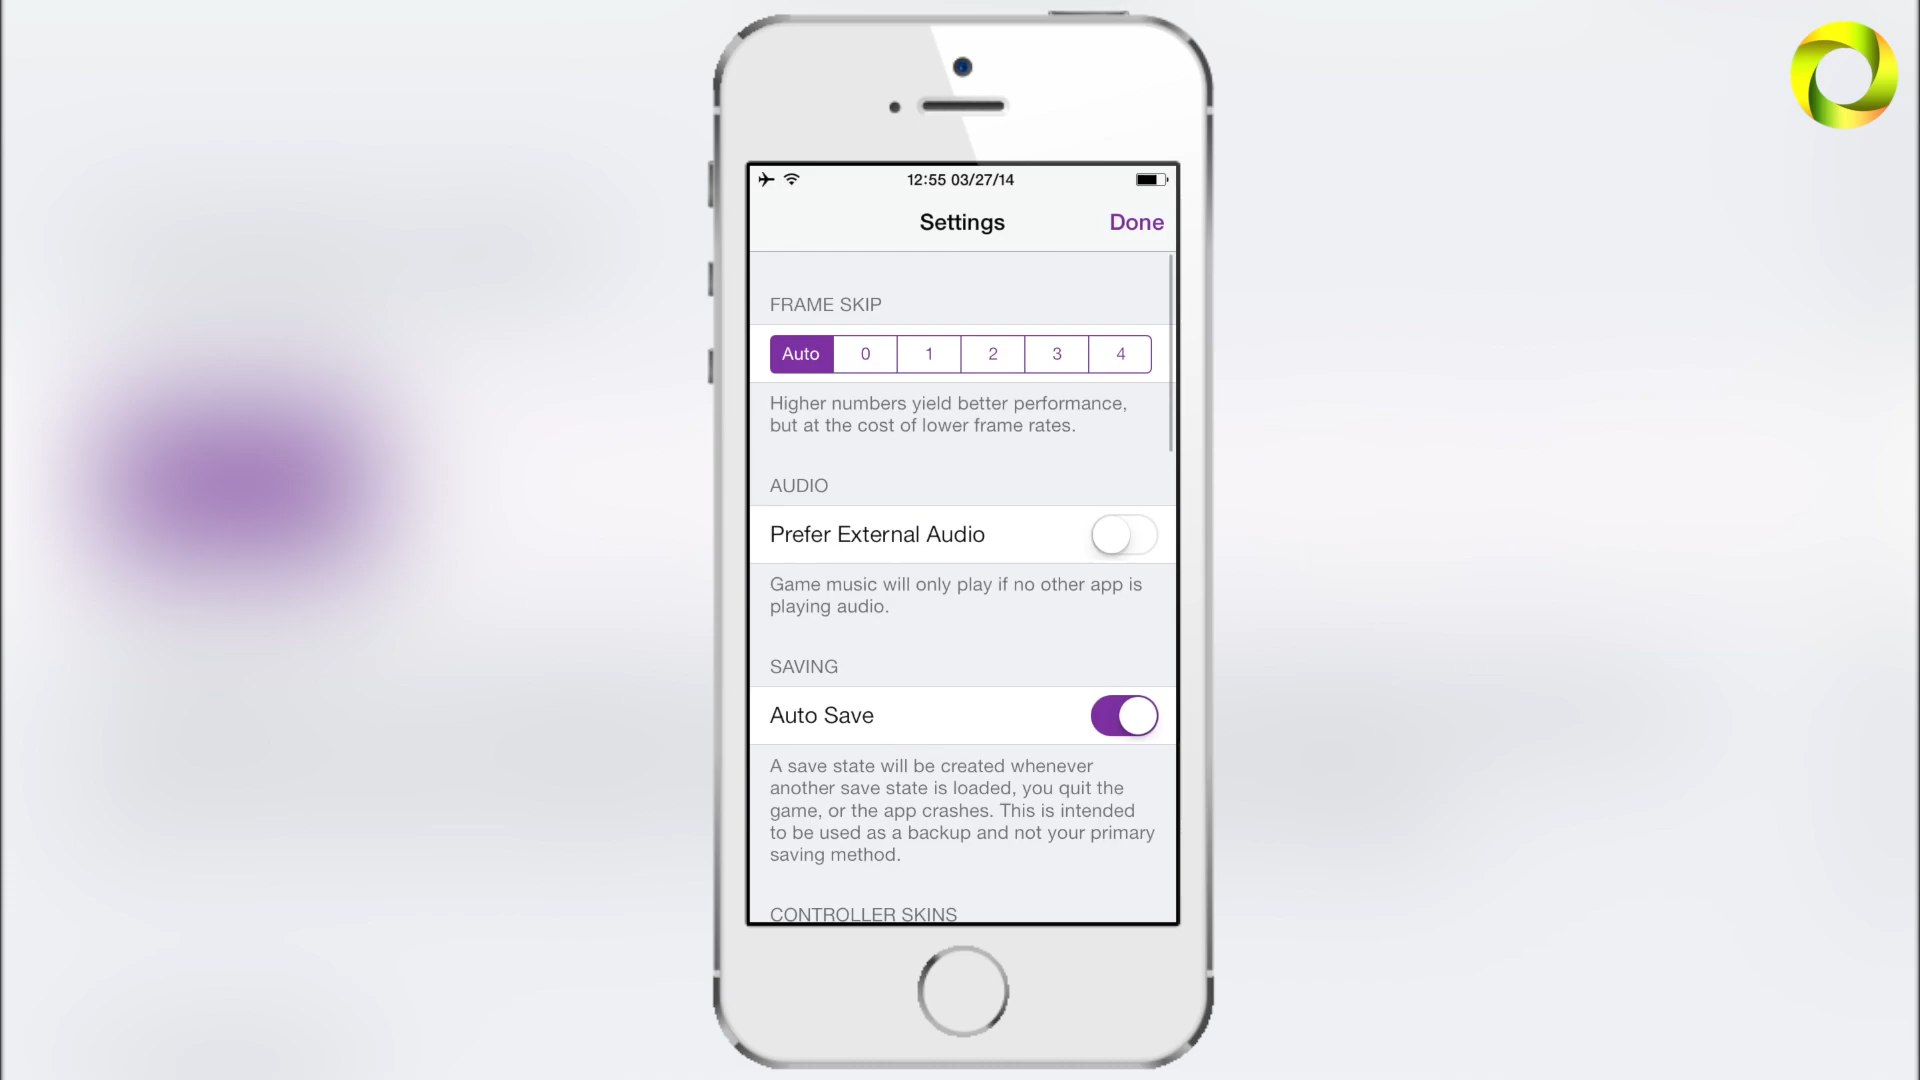 12:55 03/27/14
Settings
Done
FRAME SKIP
Auto 0 1 2 3 4
Higher numbers yield better performance,
but at the cost of lower frame rates.
AUDIO
Prefer External Audio
Game music will only play if no other app is
playing audio.
SAVING
Auto Save
A save state will be created whenever
another save state is loaded, you quit the
game, or the app crashes. This is intended
to be used as a backup and not your primary
saving method.
CONTROLLER SKINS